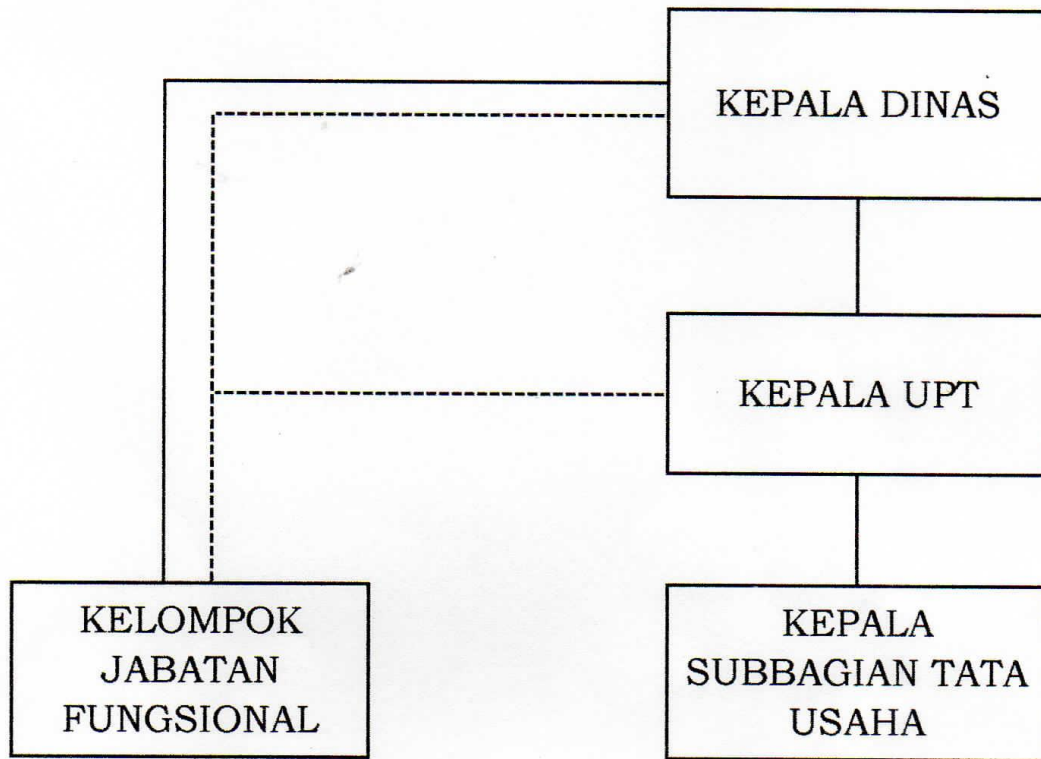 KEPALA DINAS
KEPALA UPT
KELOMPOK
JABATAN
FUNGSIONAL
KEPALA
SUBBAGIAN TATA
USAHA